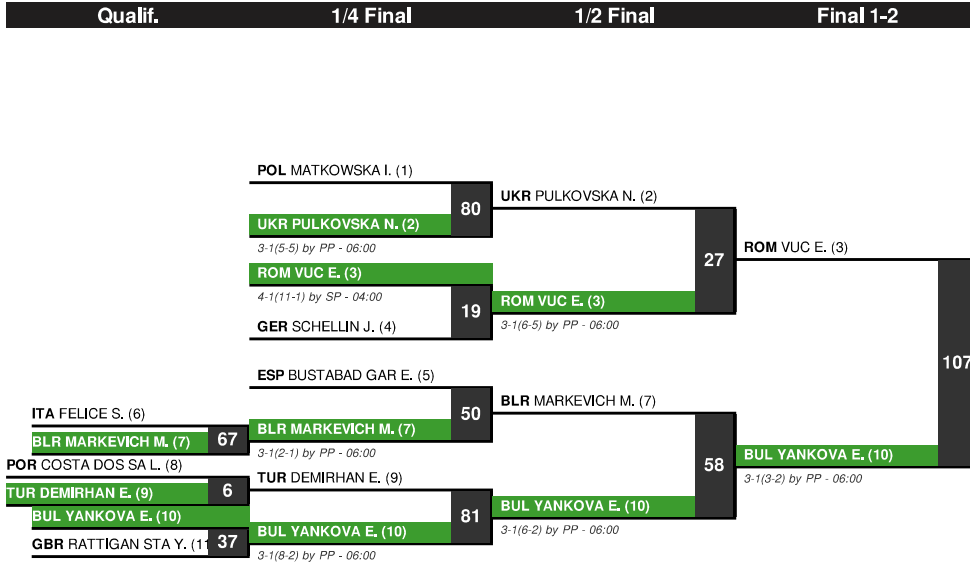 Qualif. 1/4 Final 1/2 Final Final 1-2
POL MATKOWSKA I. (1)
80
UKR PULKOVSKA N. (2)
3-1(5-5) by PP - 06:00
ROM VUC E. (3)
4-1(11-1) by SP - 04:00
19
GER SCHELLIN J. (4)
ESP BUSTABAD GAR E. (5)
50
BLR MARKEVICH M. (7)
3-1(2-1) by PP - 06:00
ITA FELICE S. (6)
67
BLR MARKEVICH M. (7)
POR COSTA DOS SA L. (8)
6
TUR DEMIRHAN E. (9)
BUL YANKOVA E. (10)
37
GBR RATTIGAN STA Y. (11
TUR DEMIRHAN E. (9)
81
BUL YANKOVA E. (10)
3-1(8-2) by PP - 06:00
UKR PULKOVSKA N. (2)
27
ROM VUC E. (3)
3-1(6-5) by PP - 06:00
BLR MARKEVICH M. (7)
58
BUL YANKOVA E. (10)
3-1(6-2) by PP - 06:00
ROM VUC E. (3)
107
BUL YANKOVA E. (10)
3-1(3-2) by PP - 06:00